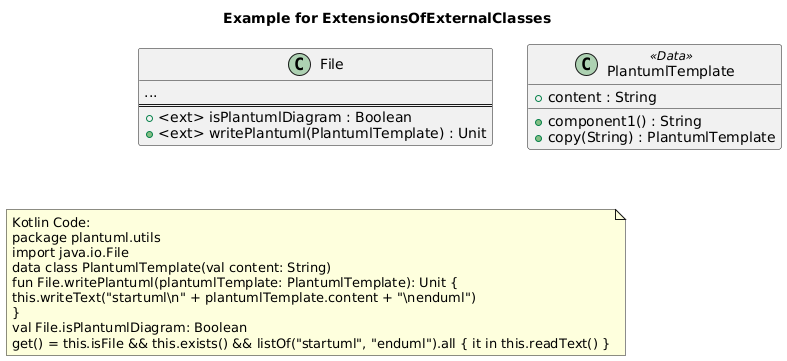 Example for ExtensionsOfExternalClasses
C File
...
<ext> isPlantumlDiagram : Boolean
<ext> writePlantuml(PlantumlTemplate) : Unit
«Data»
C PlantumlTemplate
content : String
component1() : String
copy(String) : PlantumlTemplate
Kotlin Code:
package plantuml.utils
import java.io.File
data class PlantumlTemplate(val content: String)
fun File.writePlantuml(plantumlTemplate: PlantumlTemplate): Unit {
this.writeText("startuml\n" + plantumlTemplate.content + "\nenduml")
}
val File.isPlantumlDiagram: Boolean
get() = this.isFile && this.exists() && listOf("startuml", "enduml").all { it in this.readText() }